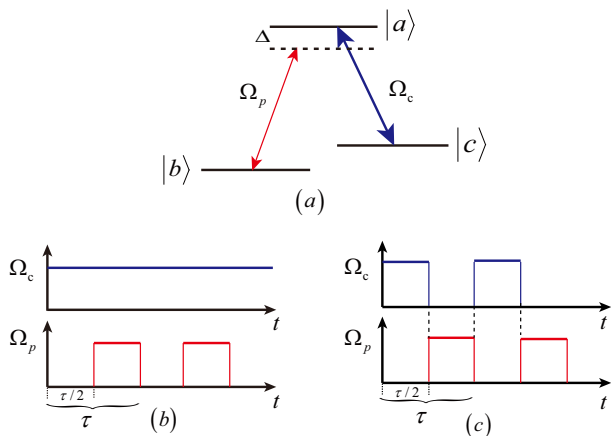 Δ |a⟩
Ω_p Ω_c
|b⟩ |c⟩
(a)
Ω_c t
Ω_p t
τ/2
τ (b)
Ω_c t
Ω_p t
τ/2
τ (c)